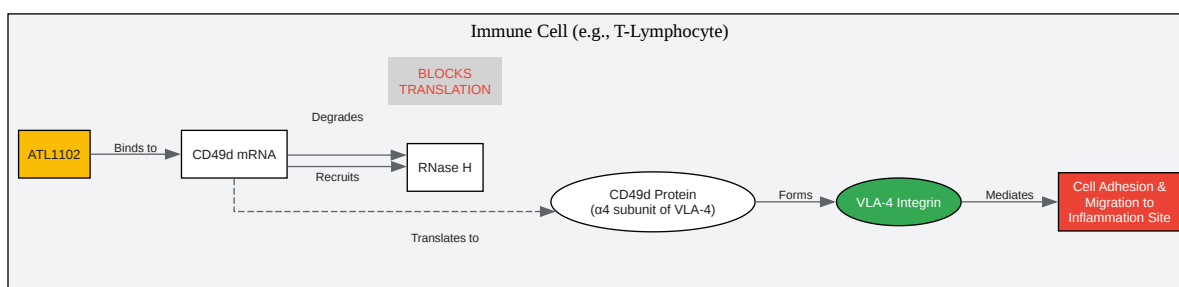 Immune Cell (e.g., T-Lymphocyte)
BLOCKS
TRANSLATION
Degrades
ATL1102
Binds to
CD49d mRNA
Recruits
RNase H
CD49d Protein
(α4 subunit of VLA-4)
Forms
VLA-4 Integrin
Mediates
Cell Adhesion &
Migration to
Inflammation Site
Translates to